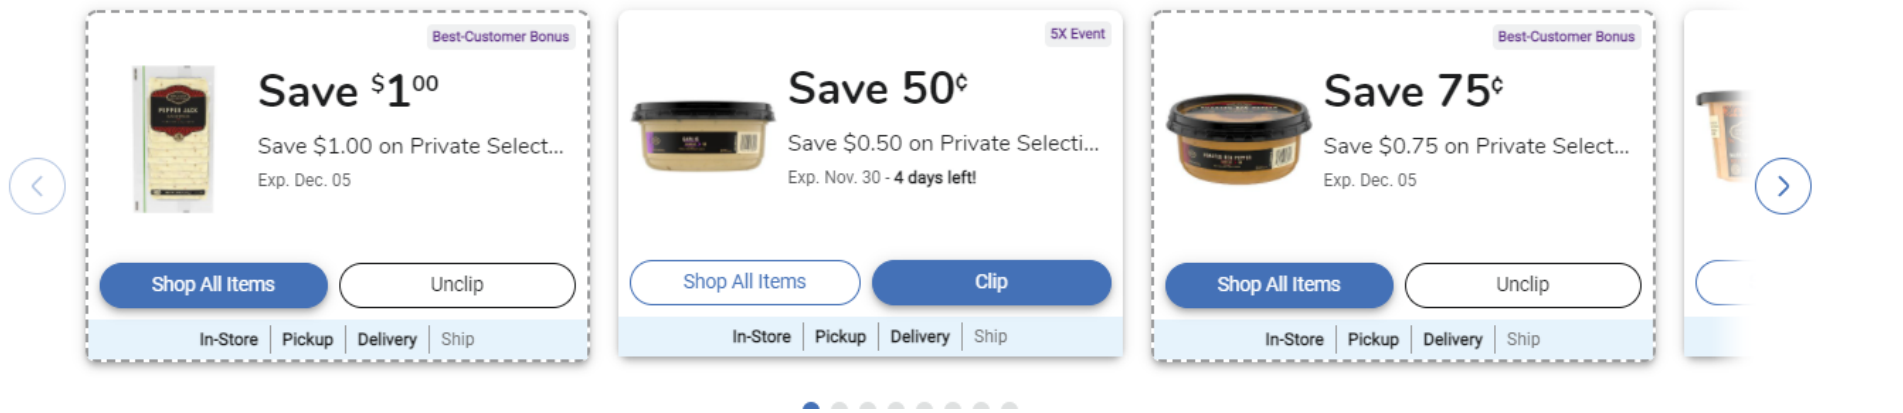 Best-Customer Bonus
PEPPER JACK
Save $1⁰⁰
Save $1.00 on Private Select...
Exp. Dec. 05
Shop All Items
Unclip
In-Store
Pickup
Delivery
Ship
5X Event
Save 50¢
Save $0.50 on Private Selecti...
Exp. Nov. 30 - 4 days left!
Shop All Items
Clip
In-Store
Pickup
Delivery
Ship
Best-Customer Bonus
Save 75¢
Save $0.75 on Private Select...
Exp. Dec. 05
Shop All Items
Unclip
In-Store
Pickup
Delivery
Ship